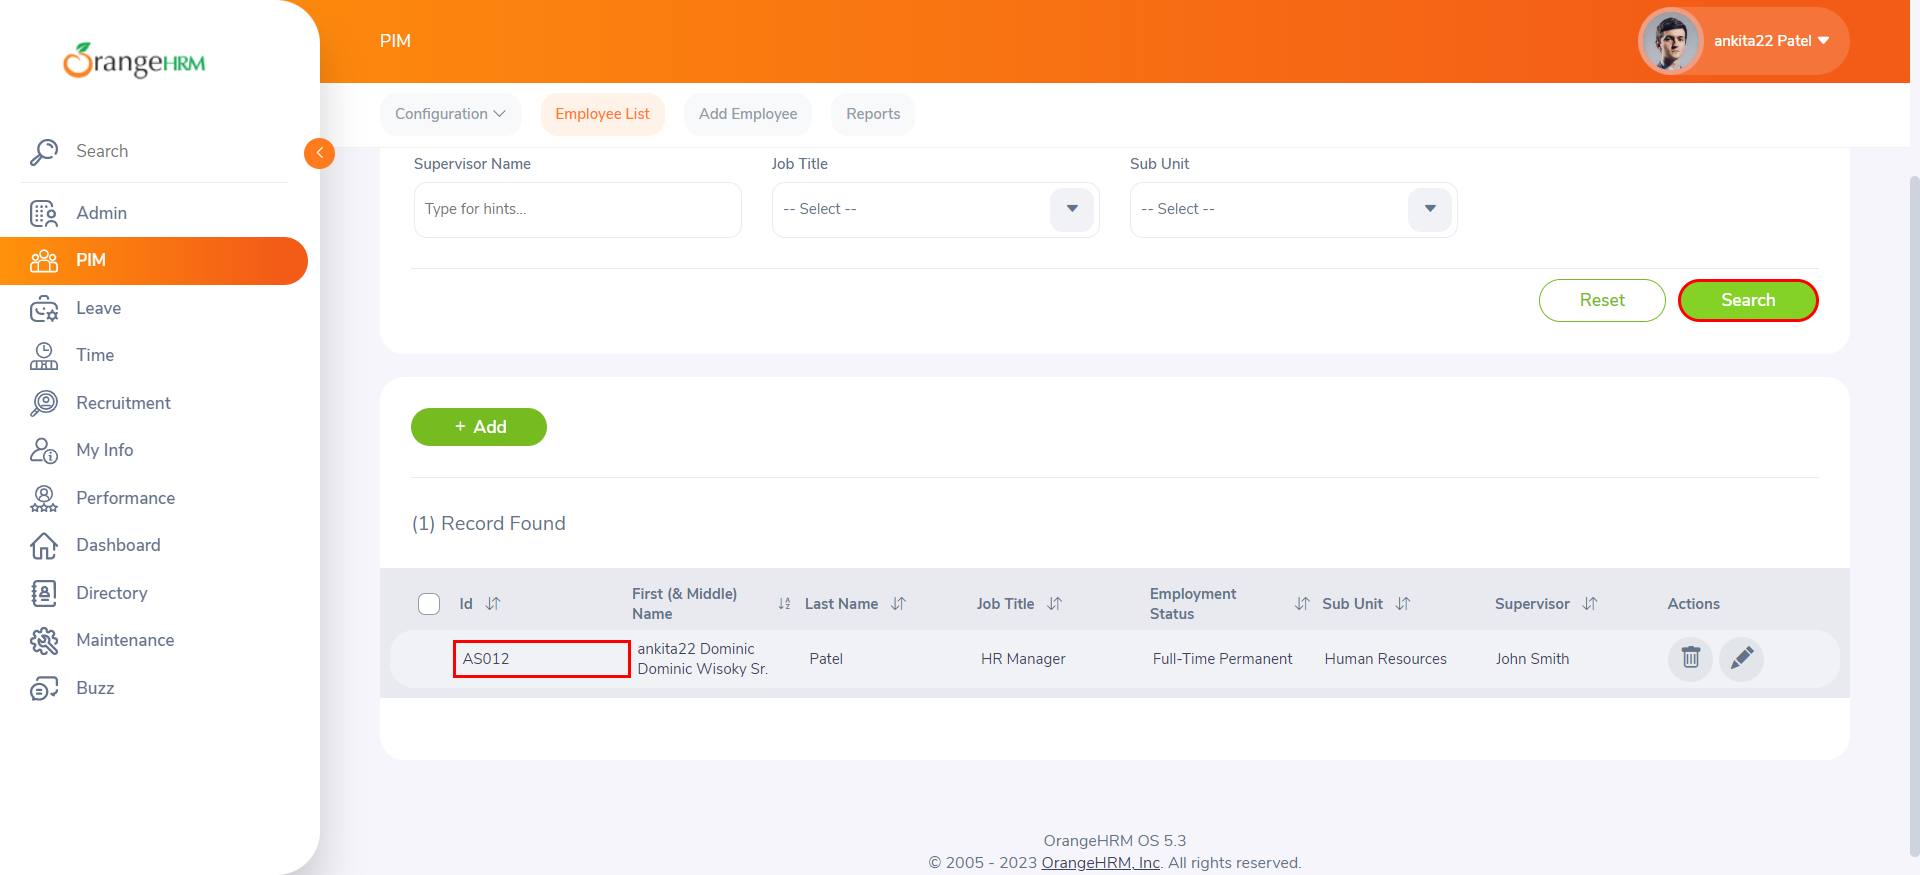 OrangeHRM
Search
Admin
PIM
Leave
Time
Recruitment
My Info
Performance
Dashboard
Directory
Maintenance
Buzz
PIM
ankita22 Patel
Configuration
Employee List
Add Employee
Reports
Supervisor Name
Job Title
Sub Unit
Type for hints...
-- Select --
-- Select --
Reset
Search
+ Add
(1) Record Found
Id
First (& Middle)
Name
Last Name
Job Title
Employment
Status
Sub Unit
Supervisor
Actions
AS012
ankita22 Dominic
Dominic Wisoky Sr.
Patel
HR Manager
Full-Time Permanent
Human Resources
John Smith
OrangeHRM OS 5.3
© 2005 - 2023 OrangeHRM, Inc. All rights reserved.